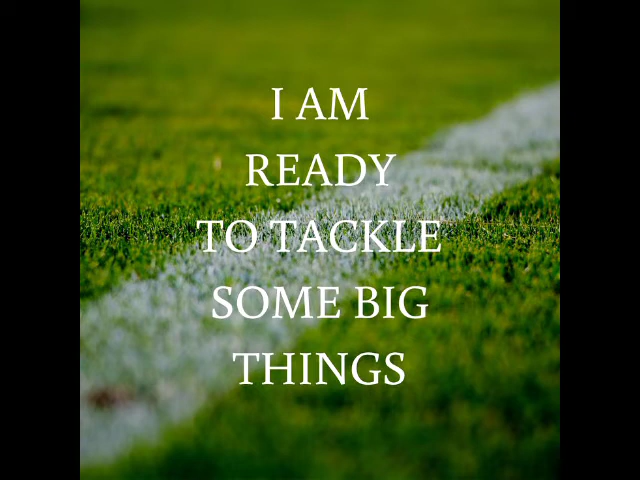 I AM
READY
TO TACKLE
SOME BIG
THINGS